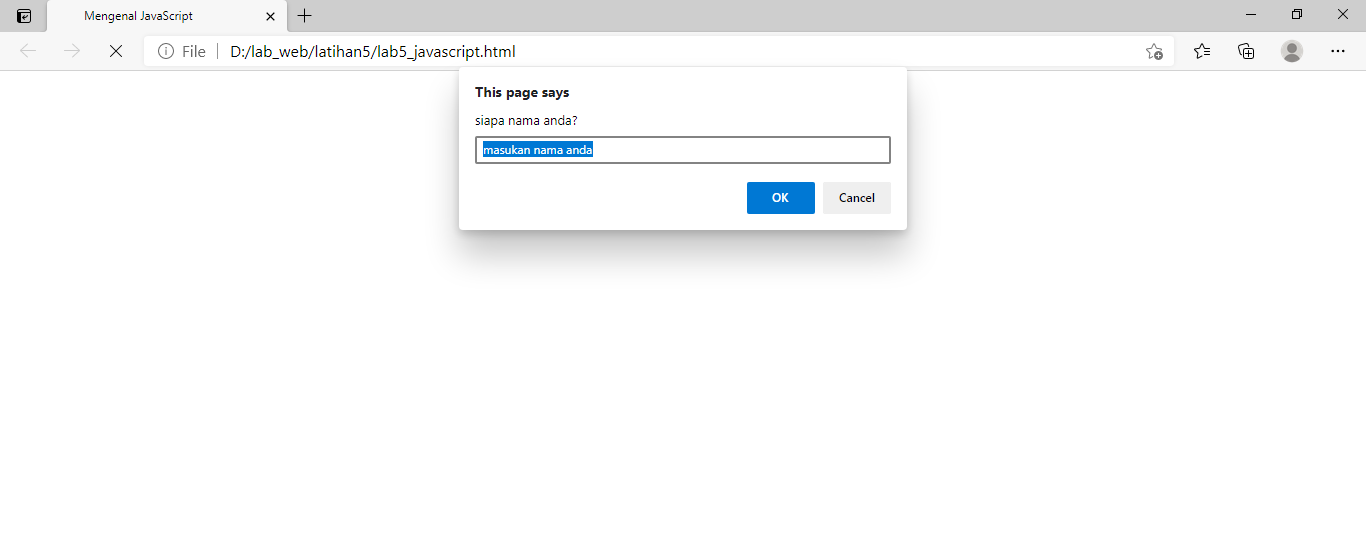 Mengenal JavaScript
File D:/lab_web/latihan5/lab5_javascript.html
This page says
siapa nama anda?
masukan nama anda
OK Cancel